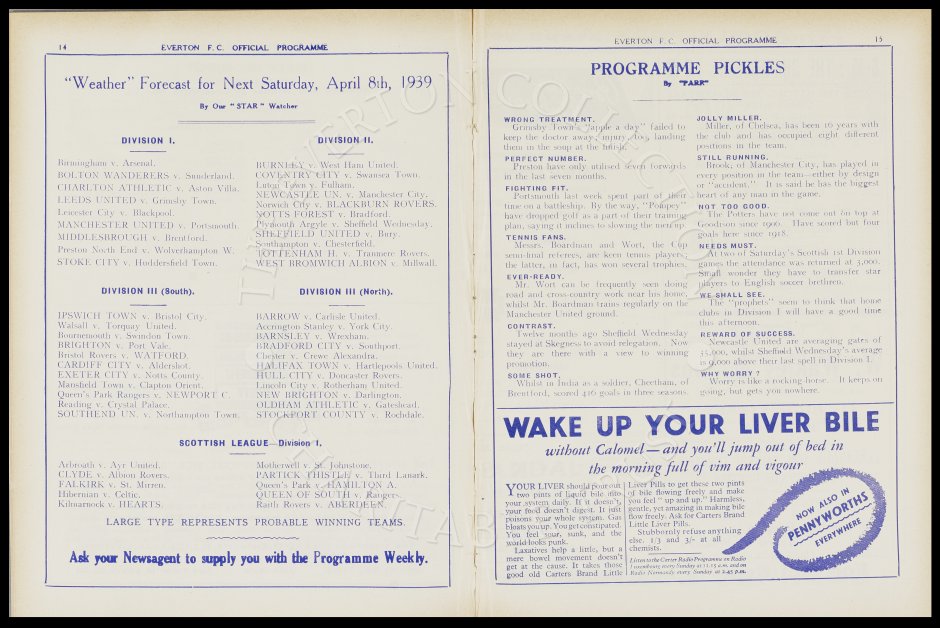 14
EVERTON F. C. OFFICIAL PROGRAMME
"Weather" Forecast for Next Saturday, April 8th, 1939
By Our "STAR" Watcher
DIVISION I.
Birmingham v. Arsenal.
BOLTON WANDERERS v. Sunderland.
CHARLTON ATHLETIC v. Aston Villa.
LEEDS UNITED v. Grimsby Town.
Leicester City v. Blackpool.
MANCHESTER UNITED v. Portsmouth.
MIDDLESBROUGH v. Brentford.
Preston North End v. Wolverhampton W.
STOKE CITY v. Huddersfield Town.
DIVISION II.
BURNLEY v. West Ham United.
COVENTRY CITY v. Swansea Town.
Luton Town v. Fulham.
NEWCASTLE UN. v. Manchester City.
Norwich City v. BLACKBURN ROVERS.
NOTTS FOREST v. Bradford.
Plymouth Argyle v. Sheffield Wednesday.
SHEFFIELD UNITED v. Bury.
Southampton v. Chesterfield.
TOTTENHAM H. v. Tranmere Rovers.
WEST BROMWICH ALBION v. Millwall.
DIVISION III (South).
IPSWICH TOWN v. Bristol City.
Walsall v. Torquay United.
Bournemouth v. Swindon Town.
BRIGHTON v. Port Vale.
Bristol Rovers v. WATFORD.
CARDIFF CITY v. Aldershot.
EXETER CITY v. Notts County.
Mansfield Town v. Clapton Orient.
Queen's Park Rangers v. NEWPORT C.
Reading v. Crystal Palace.
SOUTHEND UN. v. Northampton Town.
DIVISION III (North).
BARROW v. Carlisle United.
Accrington Stanley v. York City.
BARNSLEY v. Wrexham.
BRADFORD CITY v. Southport.
Chester v. Crewe Alexandra.
HALIFAX TOWN v. Hartlepools United.
HULL CITY v. Doncaster Rovers.
Lincoln City v. Rotherham United.
NEW BRIGHTON v. Darlington.
OLDHAM ATHLETIC v. Gateshead.
STOCKPORT COUNTY v. Rochdale.
SCOTTISH LEAGUE—Division I.
Arbroath v. Ayr United.
CLYDE v. Albion Rovers.
FALKIRK v. St. Mirren.
Hibernian v. Celtic.
Kilmarnock v. HEARTS.
Motherwell v. St. Johnstone.
PARTICK THISTLE v. Third Lanark.
Queen's Park v. HAMILTON A.
QUEEN OF SOUTH v. Rangers.
Raith Rovers v. ABERDEEN.
LARGE TYPE REPRESENTS PROBABLE WINNING TEAMS.
Ask your Newsagent to supply you with the Programme Weekly.
EVERTON F. C. OFFICIAL PROGRAMME
15
PROGRAMME PICKLES
By "PARR"
WRONG TREATMENT.
Grimsby Town's "apple a day" failed to
keep the doctor away, injury, too, landing
them in the soup at the finish.
PERFECT NUMBER.
Preston have only utilised seven forwards
in the last seven months.
FIGHTING FIT.
Portsmouth last week spent part of their
time on a battleship. By the way, "Pompey"
have dropped golf as a part of their training
plan, saying it inclines to slowing the men up.
TENNIS FANS.
Messrs. Boardman and Wort, the Cup
semi-final referees, are keen tennis players;
the latter, in fact, has won several trophies.
EVER-READY.
Mr. Wort can be frequently seen doing
road and cross-country work near his home,
whilst Mr. Boardman trains regularly on the
Manchester United ground.
CONTRAST.
Twelve months ago Sheffield Wednesday
stayed at Skegness to avoid relegation. Now
they are there with a view to winning
promotion.
SOME SHOT.
Whilst in India as a soldier, Cheetham, of
Brentford, scored 416 goals in three seasons.
JOLLY MILLER.
Miller, of Chelsea, has been 16 years with
the club and has occupied eight different
positions in the team.
STILL RUNNING.
Brook, of Manchester City, has played in
every position in the team—either by design
or "accident." It is said he has the biggest
heart of any man in the game.
NOT TOO GOOD.
The Potters have not come out on top at
Goodison since 1900. Have scored but four
goals here since 1928.
NEEDS MUST.
At two of Saturday's Scottish 1st Division
games the attendance was returned at 3,000.
Small wonder they have to transfer star
players to English soccer brethren.
WE SHALL SEE.
The "prophets" seem to think that home
clubs in Division I will have a good time
this afternoon.
REWARD OF SUCCESS.
Newcastle United are averaging gates of
35,000, whilst Sheffield Wednesday's average
is 9,000 above their last spell in Division I.
WHY WORRY?
Worry is like a rocking-horse. It keeps on
going, but gets you nowhere.
WAKE UP YOUR LIVER BILE
without Calomel—and you'll jump out of bed in
the morning full of vim and vigour
YOUR LIVER should pour out
two pints of liquid bile into
your system daily. If it doesn't,
your food doesn't digest. It just
poisons your whole system. Gas
bloats you up. You get constipated.
You feel sour, sunk, and the
world looks punk.
Laxatives help a little, but a
mere bowel movement doesn't
get at the cause. It takes those
good old Carters Brand Little
Liver Pills to get these two pints
of bile flowing freely and make
you feel "up and up." Harmless,
gentle, yet amazing in making bile
flow freely. Ask for Carters Brand
Little Liver Pills.
Stubbornly refuse anything
else. 1/3 and 3/- at all
chemists.
Listen to Carter Radio Programme on Radio
Luxembourg every Sunday at 11.15 a.m. and on
Radio Normandy every Sunday at 2.45 p.m.
NOW ALSO IN
PENNYWORTHS
EVERYWHERE